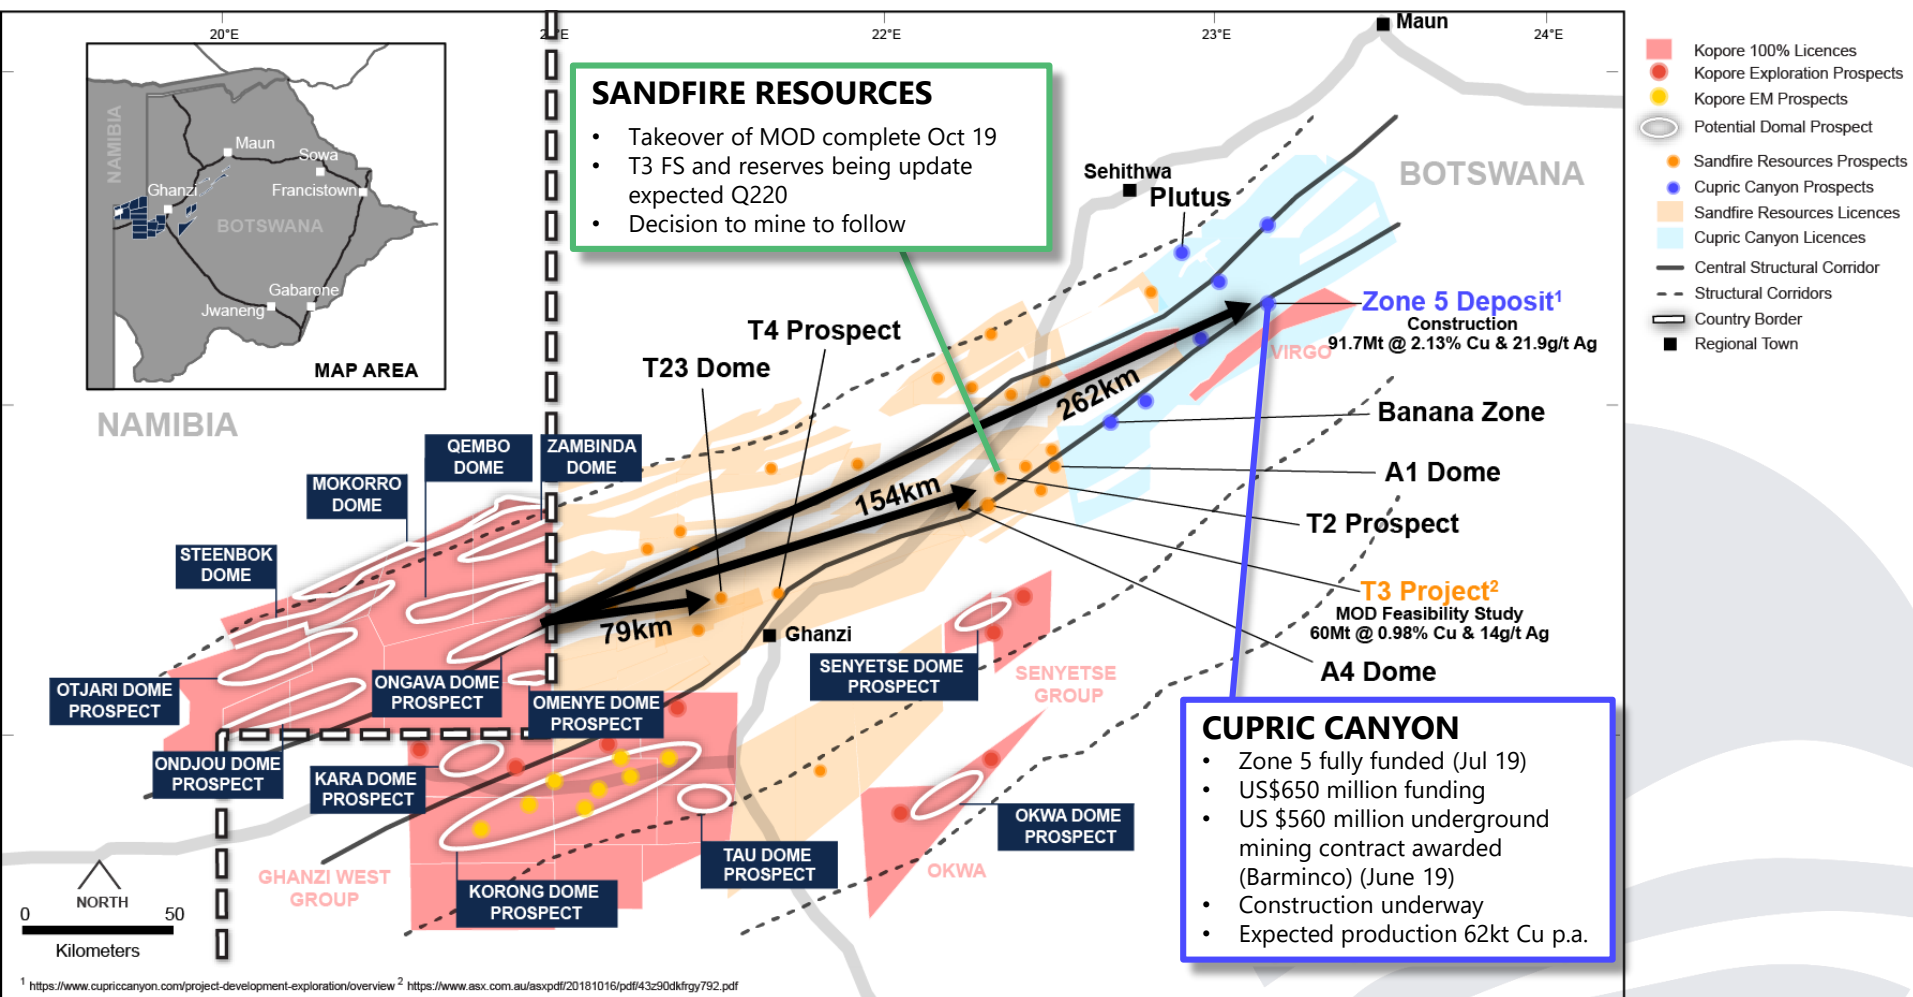 20°E
21°E
22°E
23°E
24°E
Maun
NAMIBIA
Maun
Sowa
Ghanzi
Francistown
BOTSWANA
Gabarone
Jwaneng
MAP AREA
SANDFIRE RESOURCES
• Takeover of MOD complete Oct 19
• T3 FS and reserves being update
expected Q220
• Decision to mine to follow
Sehithwa
Plutus
BOTSWANA
Kopore 100% Licences
Kopore Exploration Prospects
Kopore EM Prospects
Potential Domal Prospect
Sandfire Resources Prospects
Cupric Canyon Prospects
Sandfire Resources Licences
Cupric Canyon Licences
Central Structural Corridor
Structural Corridors
Country Border
Regional Town
NAMIBIA
T4 Prospect
T23 Dome
Zone 5 Deposit¹
Construction
91.7Mt @ 2.13% Cu & 21.9g/t Ag
VIRGO
262km
154km
79km
Banana Zone
A1 Dome
T2 Prospect
T3 Project²
MOD Feasibility Study
60Mt @ 0.98% Cu & 14g/t Ag
A4 Dome
QEMBO
DOME
ZAMBINDA
DOME
MOKORRO
DOME
STEENBOK
DOME
Ghanzi
OTJARI DOME
PROSPECT
ONGAVA DOME
PROSPECT
OMENYE DOME
PROSPECT
SENYETSE DOME
PROSPECT
SENYETSE
GROUP
ONDJOU DOME
PROSPECT
KARA DOME
PROSPECT
TAU DOME
PROSPECT
OKWA DOME
PROSPECT
OKWA
GHANZI WEST
GROUP
KORONG DOME
PROSPECT
NORTH
0 50
Kilometers
CUPRIC CANYON
• Zone 5 fully funded (Jul 19)
• US$650 million funding
• US $560 million underground
mining contract awarded
(Barminco) (June 19)
• Construction underway
• Expected production 62kt Cu p.a.
¹ https://www.cupriccanyon.com/project-development-exploration/overview ² https://www.asx.com.au/asxpdf/20181016/pdf/43z90dkfrgy792.pdf